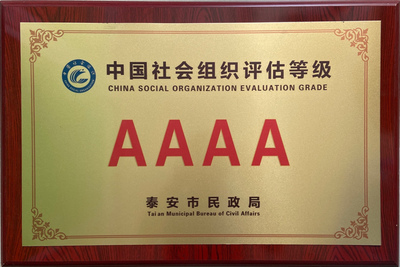 中国社会组织评估等级
CHINA SOCIAL ORGANIZATION EVALUATION GRADE
AAAA
泰安市民政局
Tai an Municipal Bureau of Civil Affairs